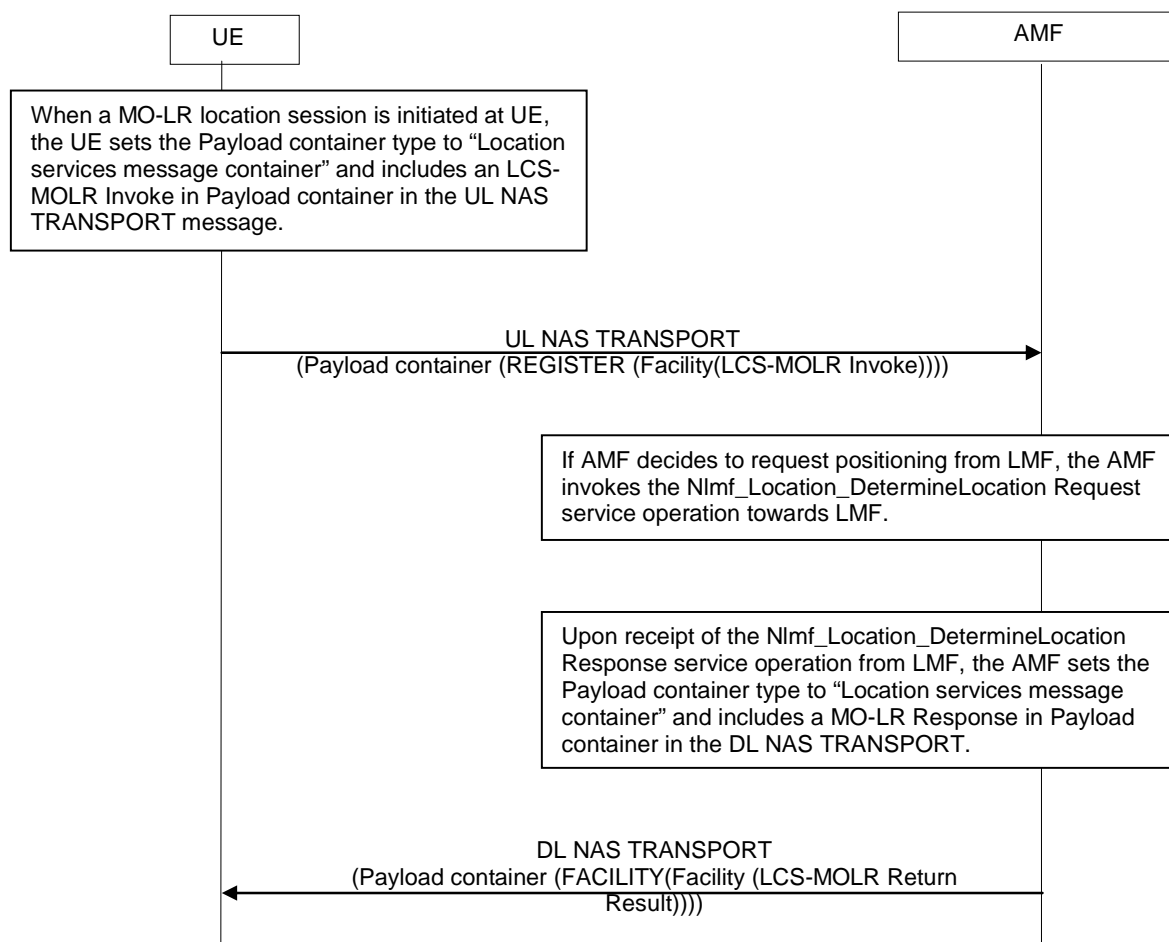 UE
AMF
When a MO-LR location session is initiated at UE,
the UE sets the Payload container type to “Location
services message container” and includes an LCS-
MOLR Invoke in Payload container in the UL NAS
TRANSPORT message.
UL NAS TRANSPORT
(Payload container (REGISTER (Facility(LCS-MOLR Invoke))))
If AMF decides to request positioning from LMF, the AMF
invokes the Nlmf_Location_DetermineLocation Request
service operation towards LMF.
Upon receipt of the Nlmf_Location_DetermineLocation
Response service operation from LMF, the AMF sets the
Payload container type to “Location services message
container” and includes a MO-LR Response in Payload
container in the DL NAS TRANSPORT.
DL NAS TRANSPORT
(Payload container (FACILITY(Facility (LCS-MOLR Return
Result))))